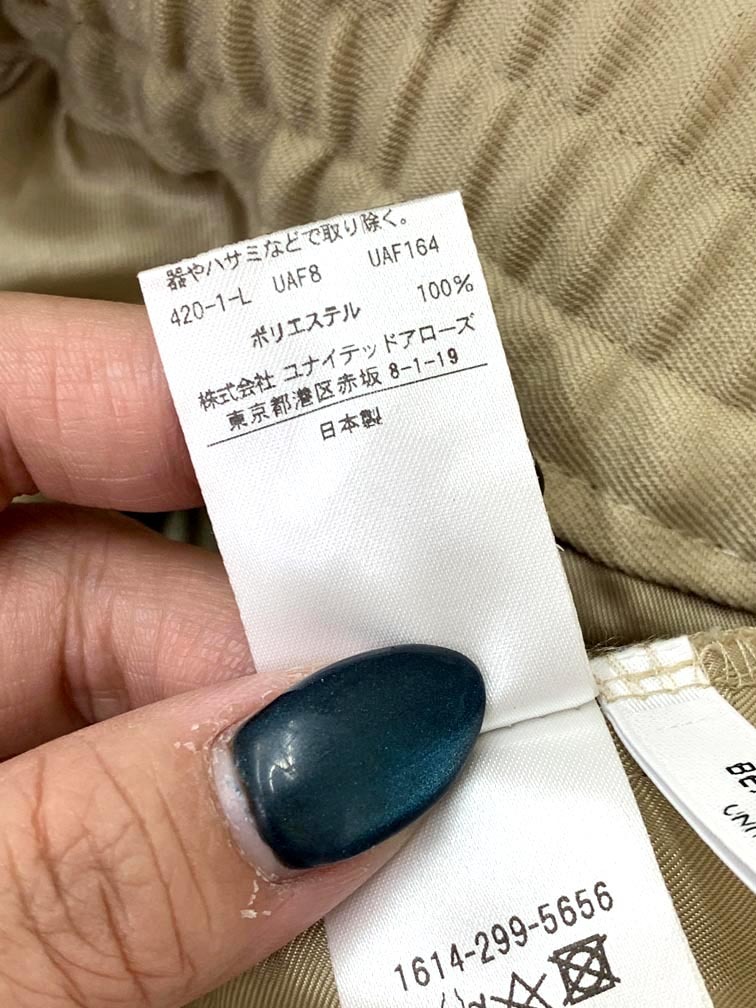 器やハサミなどで取り除く。
420-1-L UAF8 UAF164
ポリエステル 100%
株式会社 ユナイテッドアローズ
東京都港区赤坂 8-1-19
日本製
1614-299-5656